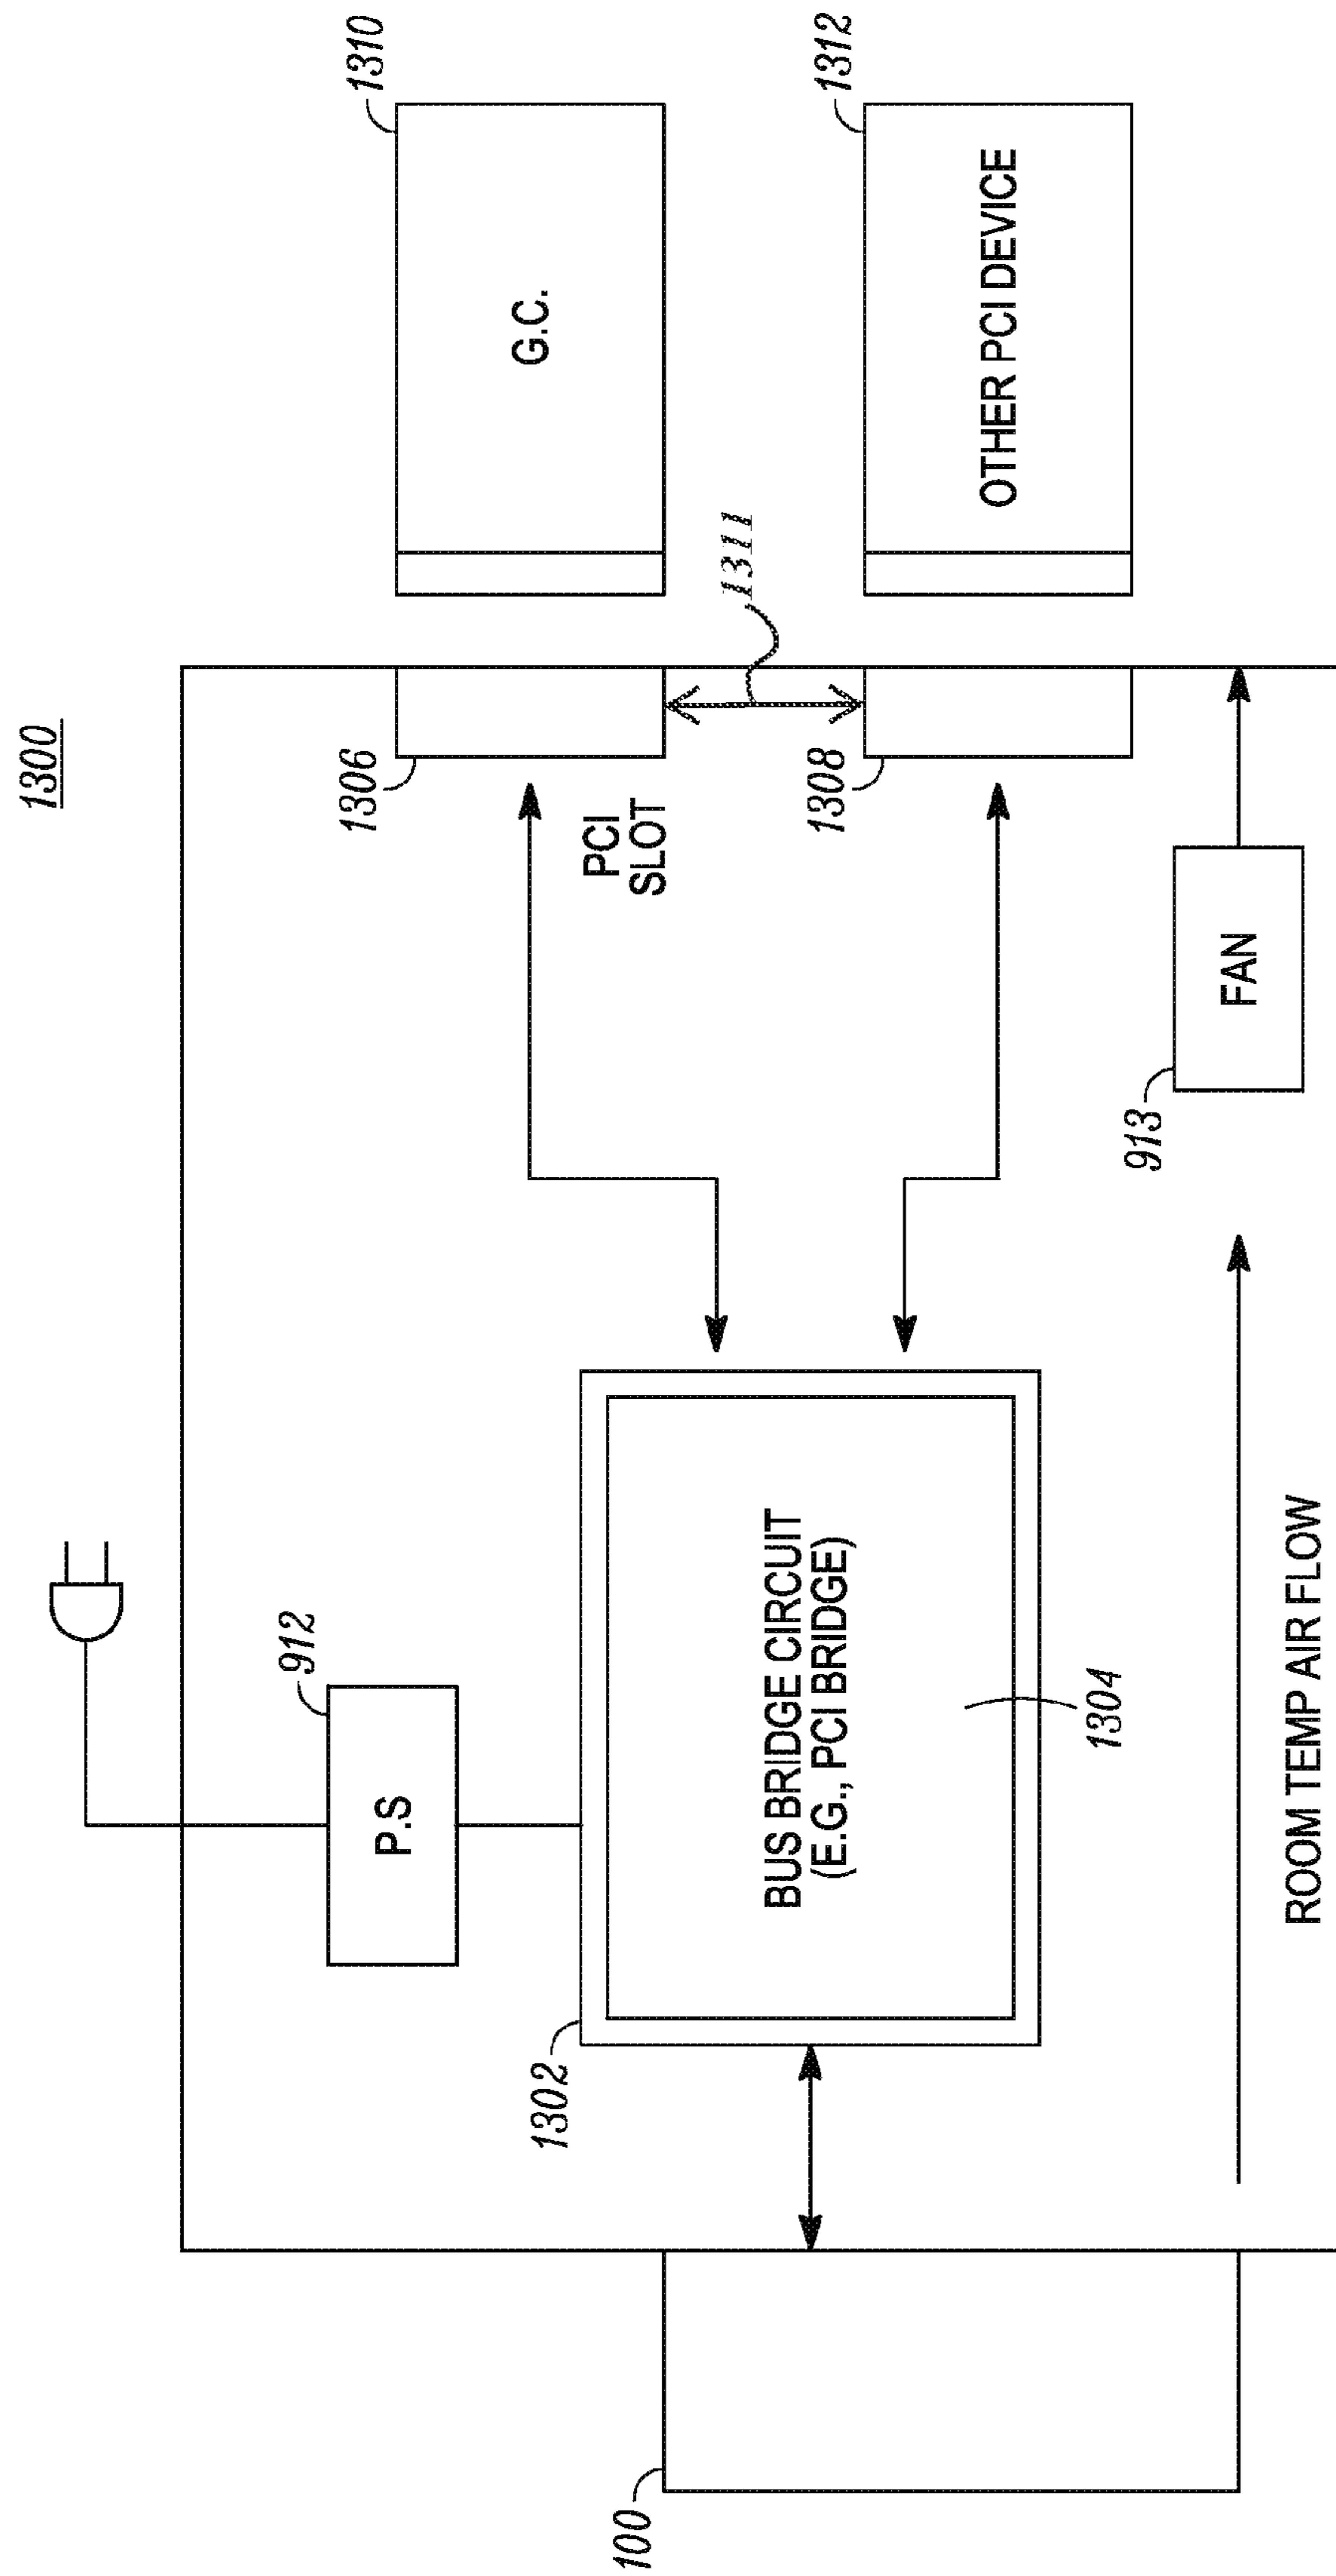 1300
1310
G.C.
1306
PCI
SLOT
1311
1308
1312
OTHER PCI DEVICE
912
P.S
1302
BUS BRIDGE CIRCUIT
(E.G., PCI BRIDGE)
1304
913
FAN
100
ROOM TEMP AIR FLOW